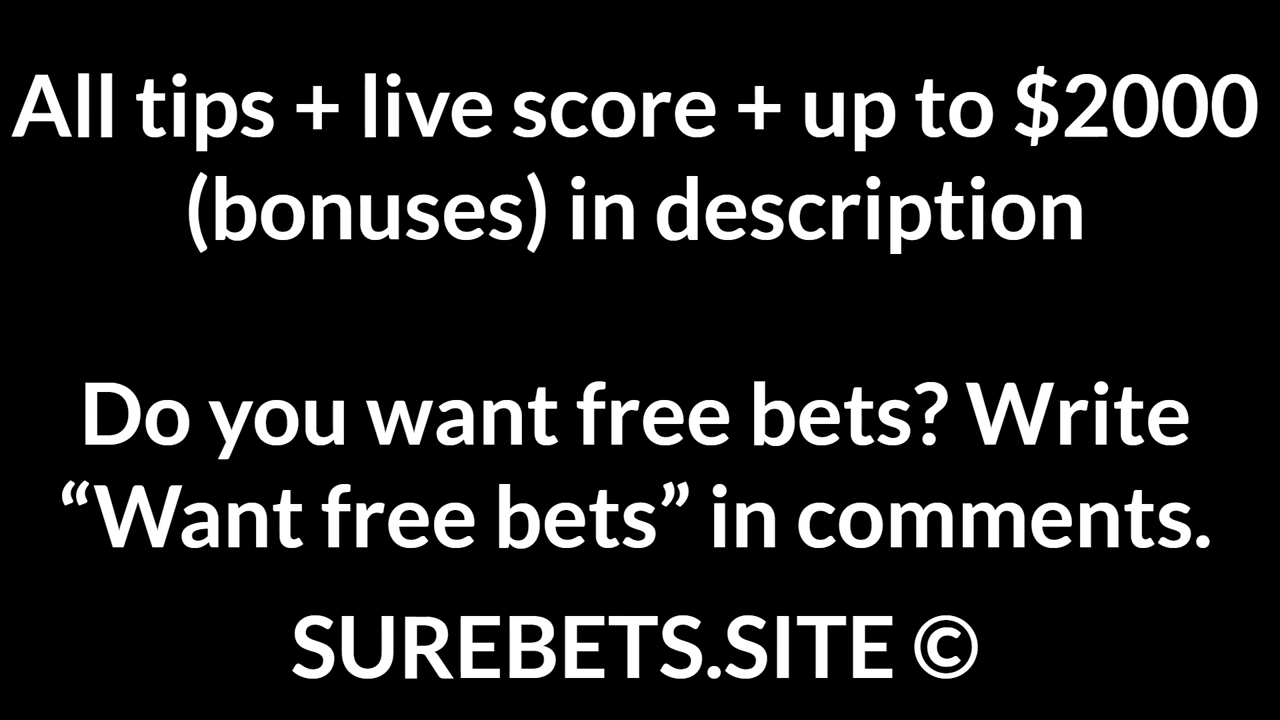 All tips + live score + up to $2000
(bonuses) in description
Do you want free bets? Write
“Want free bets” in comments.
SUREBETS.SITE ©